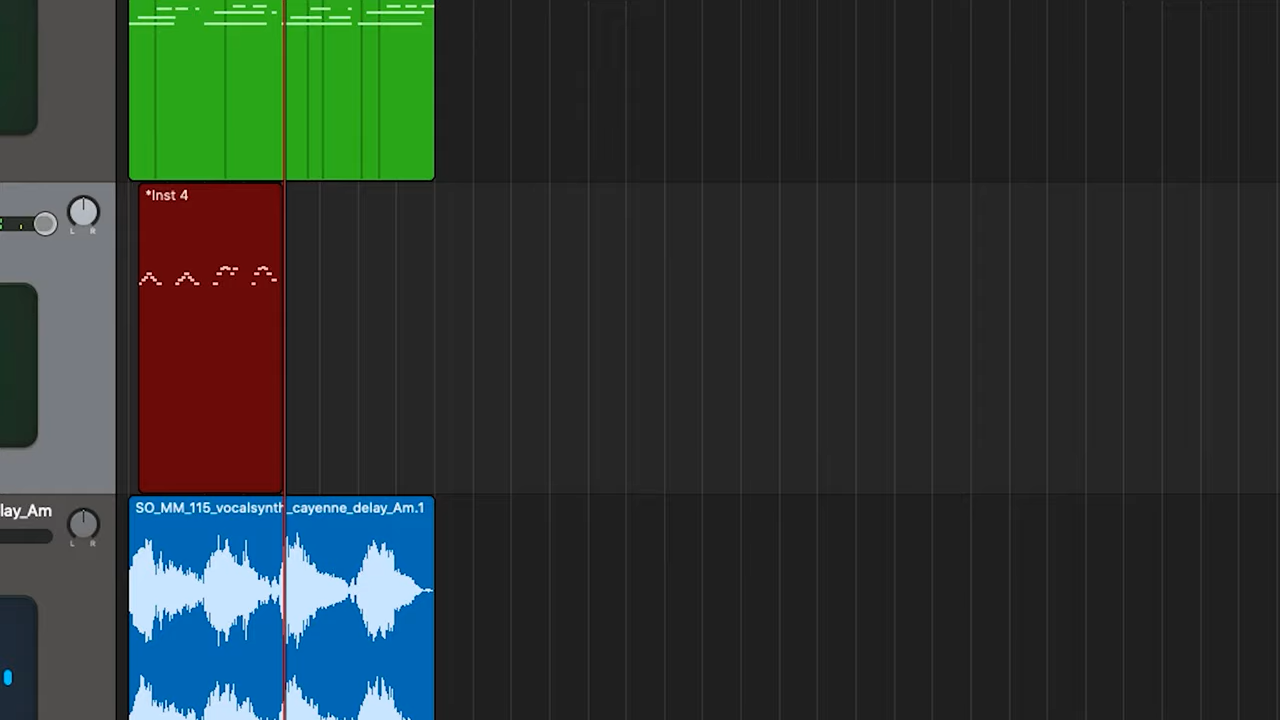 *Inst 4
L R
lay_Am
SO_MM_115_vocalsynth_cayenne_delay_Am.1
L R